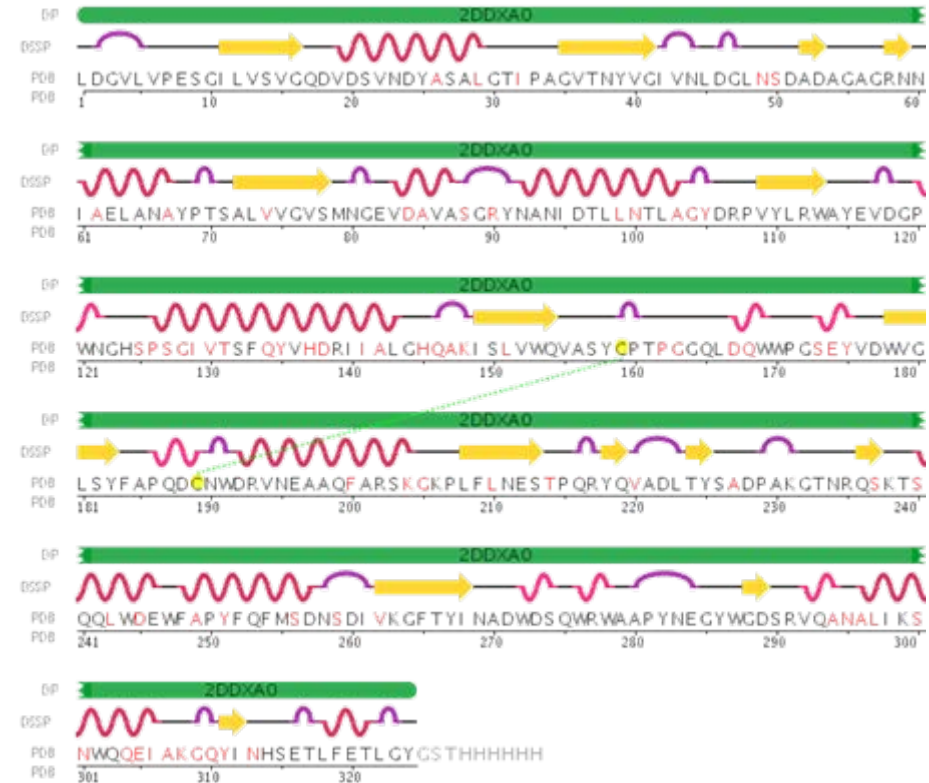 DP 2DDXA0
DSSP
PDB LDGVLVPESGILVSVGQDVDSVNDYASALGTIPAGVTNYVGIVNLDGLNSDADAGAGRNN
PDB 1 10 20 30 40 50 60
DP 2DDXA0
DSSP
PDB IAELANAYPTSALVVGVSMNGEVDAVASGRYNANIDTLLNTLAGYDRPVYLRWAYEVDGP
PDB 61 70 80 90 100 110 120
DP 2DDXA0
DSSP
PDB WNGHSPSGIVTSFQYVHDRIIALGHQAKISLVWQVASYCPTPGGQLDQWWPGSEYVDWVG
PDB 121 130 140 150 160 170 180
DP 2DDXA0
DSSP
PDB LSYFAPQDCNWDRVNEAAQFARSKGKPLFLNESTPQRYQVADLTYSADPAKGTNRQSKTS
PDB 181 190 200 210 220 230 240
DP 2DDXA0
DSSP
PDB QQLWDEWFAPYFQFMSDNSDIVKGFTYINADWDSQWRWAAPYNEGYWGDSRVQANALIKS
PDB 241 250 260 270 280 290 300
DP 2DDXA0
DSSP
PDB NWQQEIAKGQYINHSETLFETLGYGSTHHHHHH
PDB 301 310 320